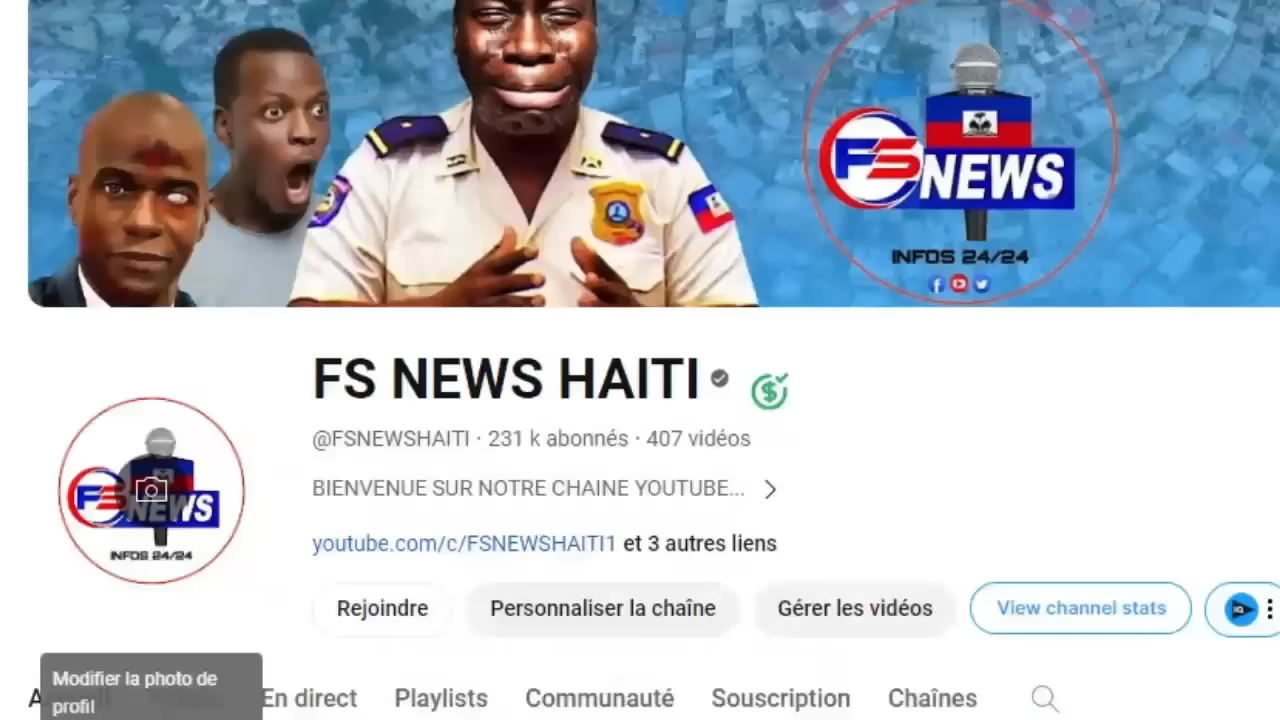 FS NEWS
INFOS 24/24
FS NEWS HAITI
@FSNEWSHAITI · 231 k abonnés · 407 vidéos
BIENVENUE SUR NOTRE CHAINE YOUTUBE...
youtube.com/c/FSNEWSHAITI1 et 3 autres liens
FS NEWS
INFOS 24/24
Rejoindre Personnaliser la chaîne Gérer les vidéos View channel stats IQ
Modifier la photo de
profil
En direct Playlists Communauté Souscription Chaînes